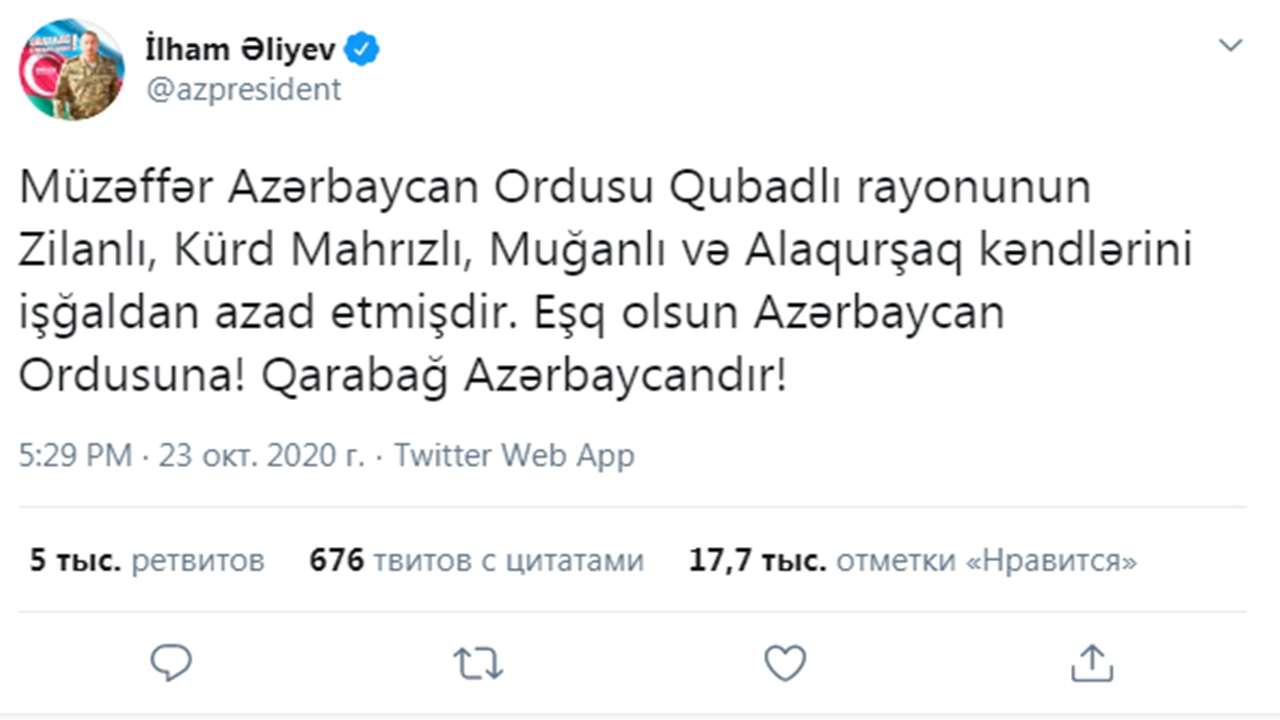 İlham Əliyev
@azpresident
Müzəffər Azərbaycan Ordusu Qubadlı rayonunun
Zilanlı, Kürd Mahrızlı, Muğanlı və Alaqurşaq kəndlərini
işğaldan azad etmişdir. Eşq olsun Azərbaycan
Ordusuna! Qarabağ Azərbaycandır!
5:29 PM · 23 окт. 2020 г. · Twitter Web App
5 тыс. ретвитов 676 твитов с цитатами 17,7 тыс. отметки «Нравится»